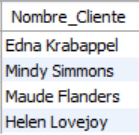 Nombre_Cliente
Edna Krabappel
Mindy Simmons
Maude Flanders
Helen Lovejoy